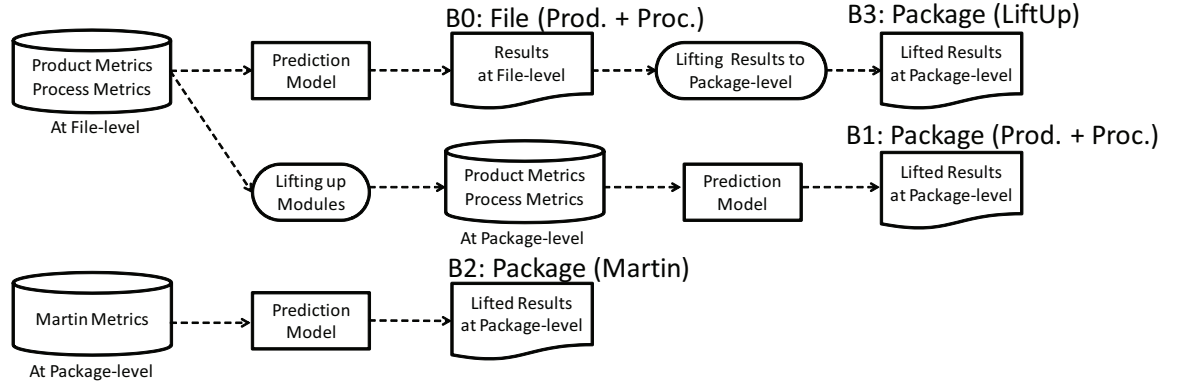 B0: File (Prod. + Proc.)
B3: Package (LiftUp)
Product Metrics
Process Metrics
At File-level
Prediction
Model
Results
at File-level
Lifting Results to
Package-level
Lifted Results
at Package-level
B1: Package (Prod. + Proc.)
Lifting up
Modules
Product Metrics
Process Metrics
At Package-level
Prediction
Model
Lifted Results
at Package-level
B2: Package (Martin)
Martin Metrics
At Package-level
Prediction
Model
Lifted Results
at Package-level